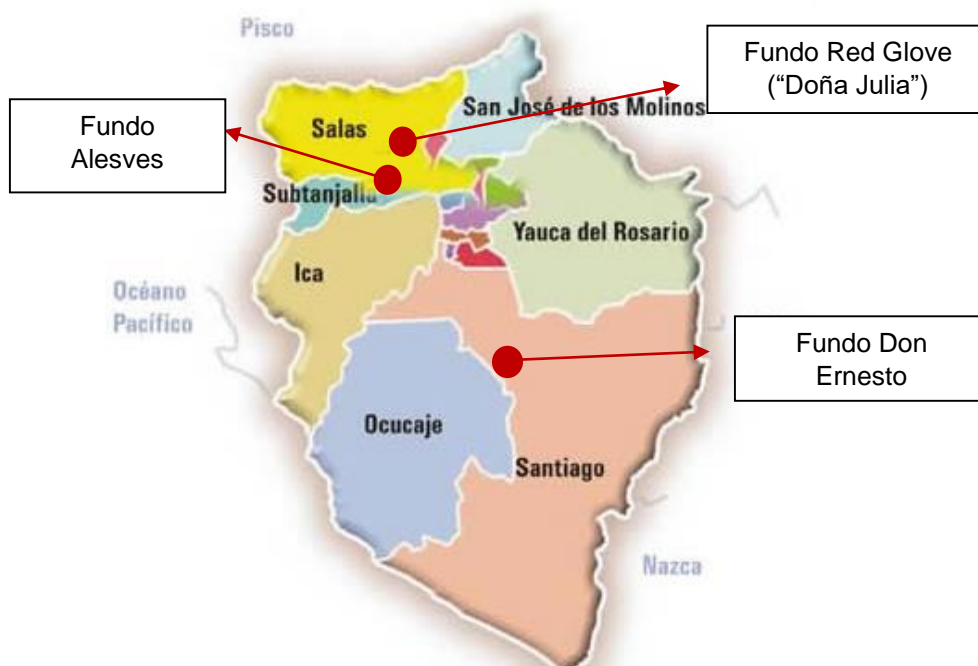 Pisco
Fundo Red Glove
(“Doña Julia”)
Fundo
Alesves
Salas
San José de los Molinos
Subtanjalla
Yauca del Rosario
Ica
Océano
Pacífico
Fundo Don
Ernesto
Ocucaje
Santiago
Nazca